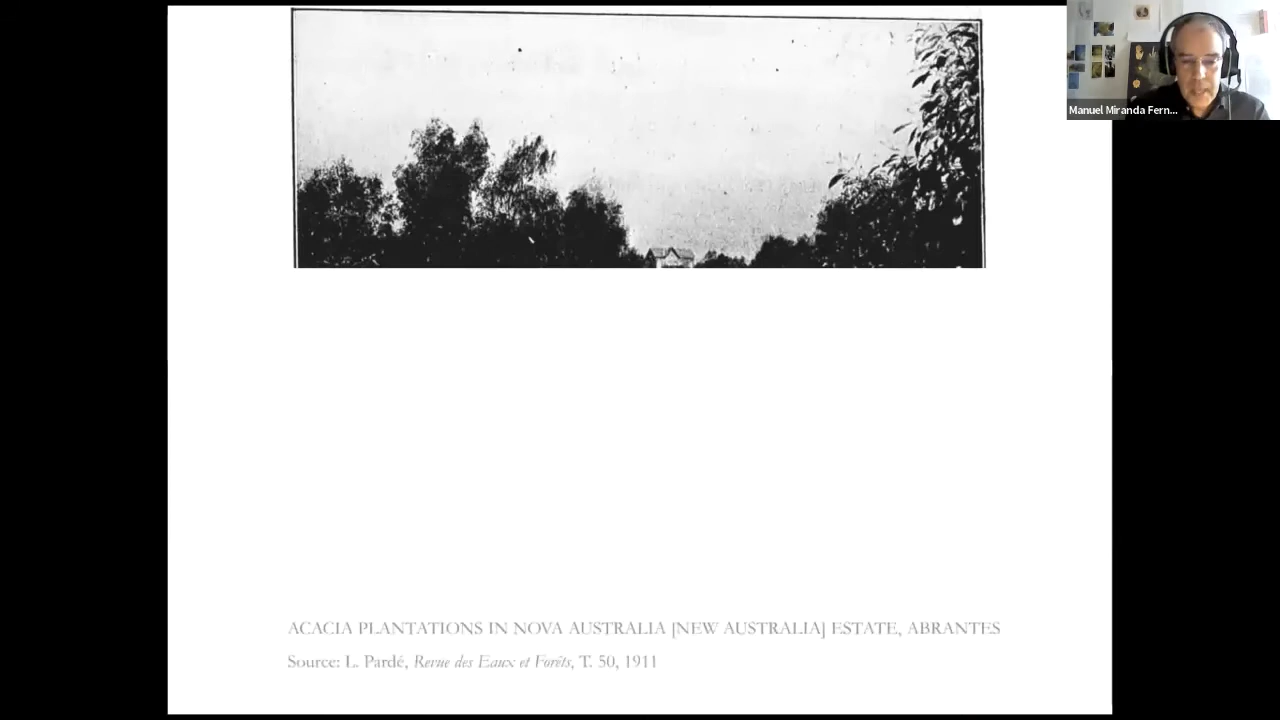 Manuel Miranda Fern...
ACACIA PLANTATIONS IN NOVA AUSTRALIA [NEW AUSTRALIA] ESTATE, ABRANTES
Source: L. Pardé, Revue des Eaux et Forêts, T. 50, 1911